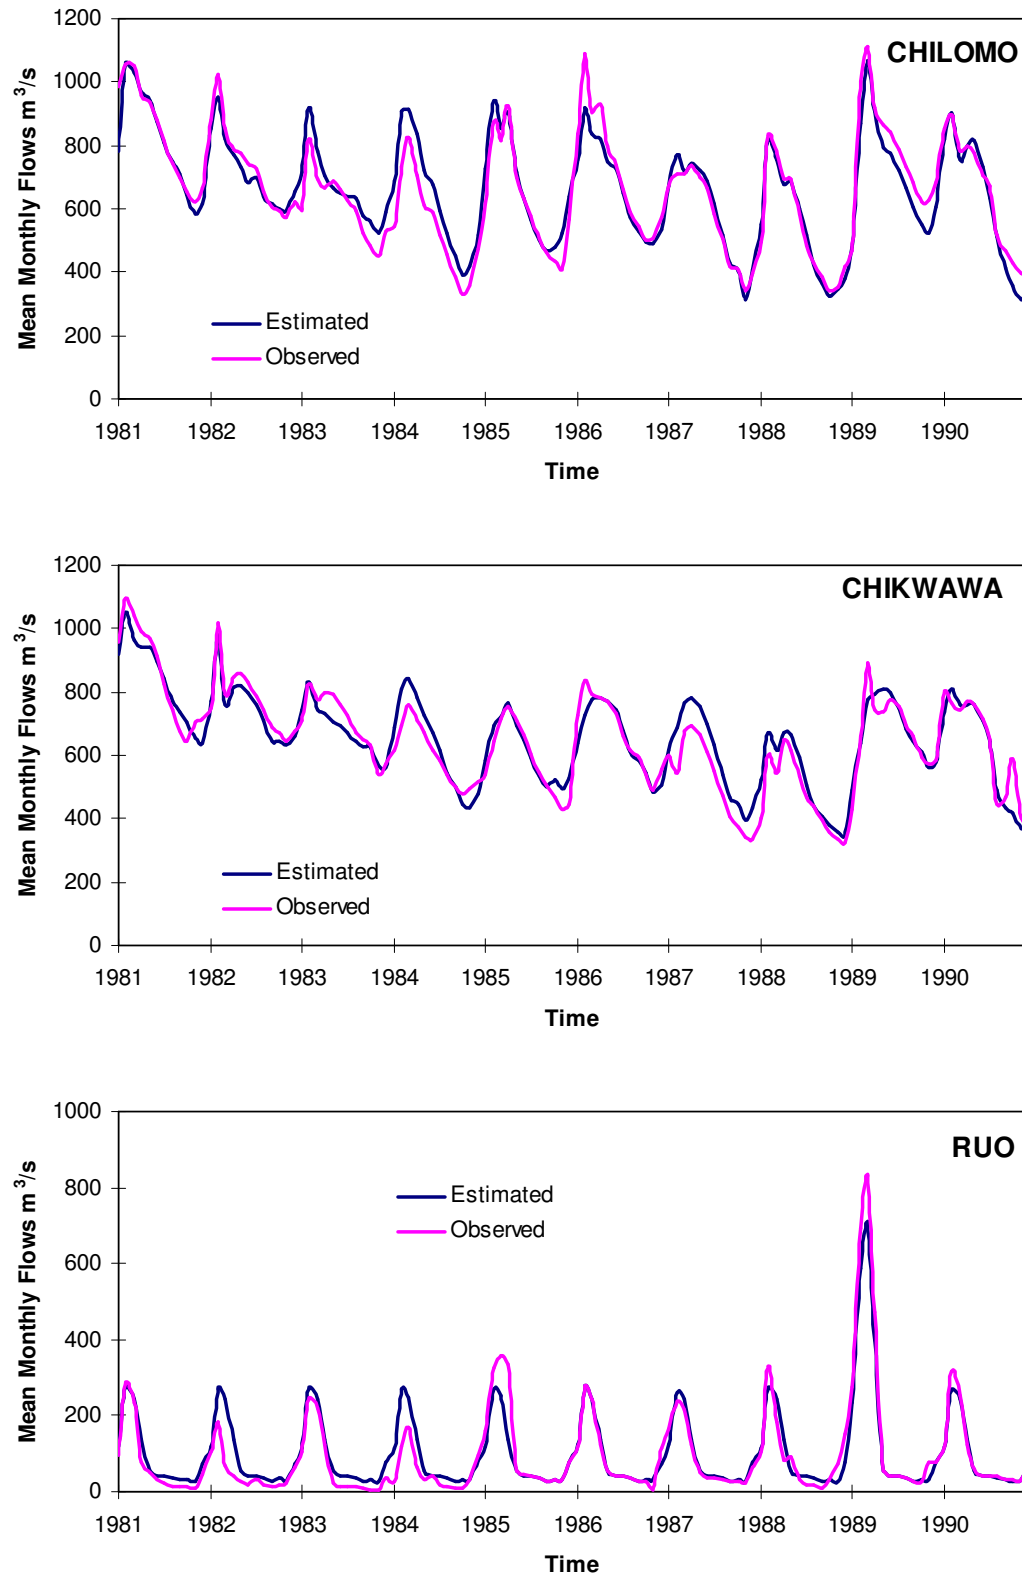 CHILOMO
Mean Monthly Flows m³/s
1200
1000
800
600
400
200
0
Estimated
Observed
1981 1982 1983 1984 1985 1986 1987 1988 1989 1990
Time
CHIKWAWA
Mean Monthly Flows m³/s
1200
1000
800
600
400
200
0
Estimated
Observed
1981 1982 1983 1984 1985 1986 1987 1988 1989 1990
Time
RUO
Mean Monthly Flows m³/s
1000
800
600
400
200
0
Estimated
Observed
1981 1982 1983 1984 1985 1986 1987 1988 1989 1990
Time